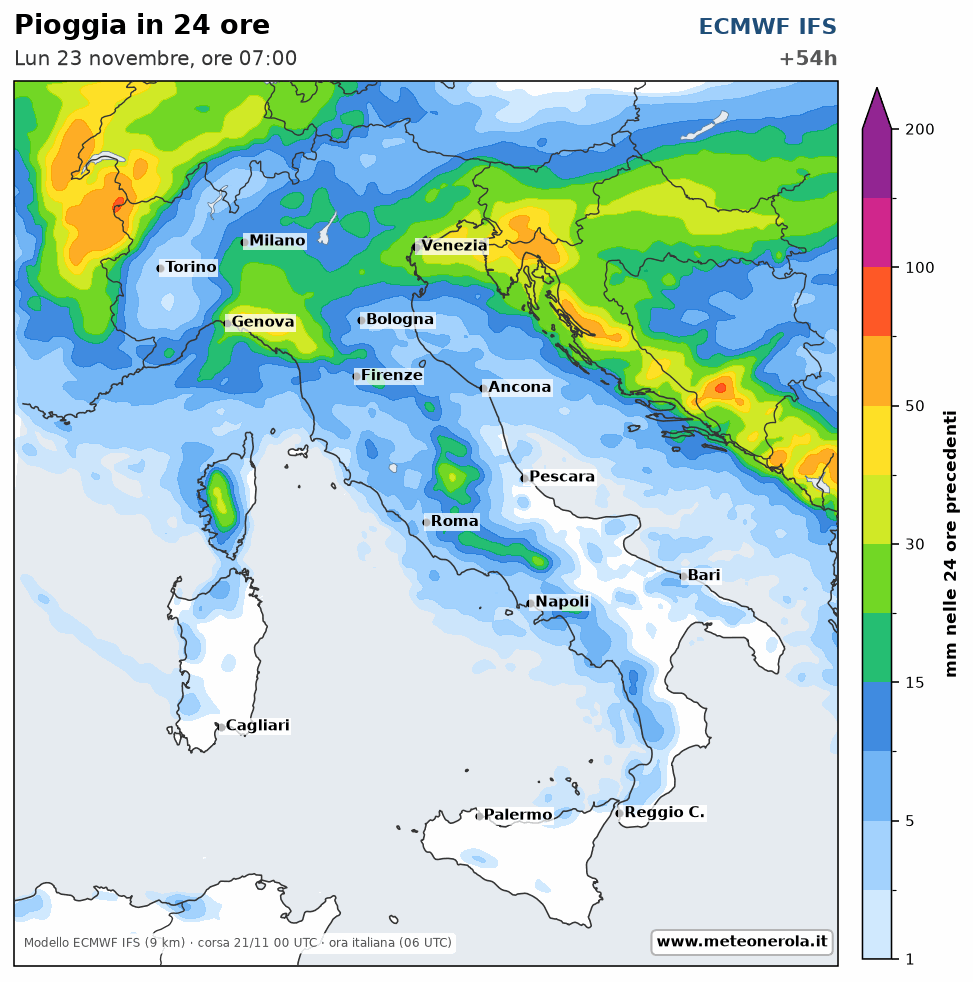 Pioggia in 24 ore
ECMWF IFS
Lun 23 novembre, ore 07:00
+54h
Milano
Venezia
Torino
Genova
Bologna
Firenze
Ancona
Pescara
Roma
Bari
Napoli
Cagliari
Palermo
Reggio C.
200
100
50
30
15
5
1
mm nelle 24 ore precedenti
Modello ECMWF IFS (9 km) · corsa 21/11 00 UTC · ora italiana (06 UTC)
www.meteonerola.it